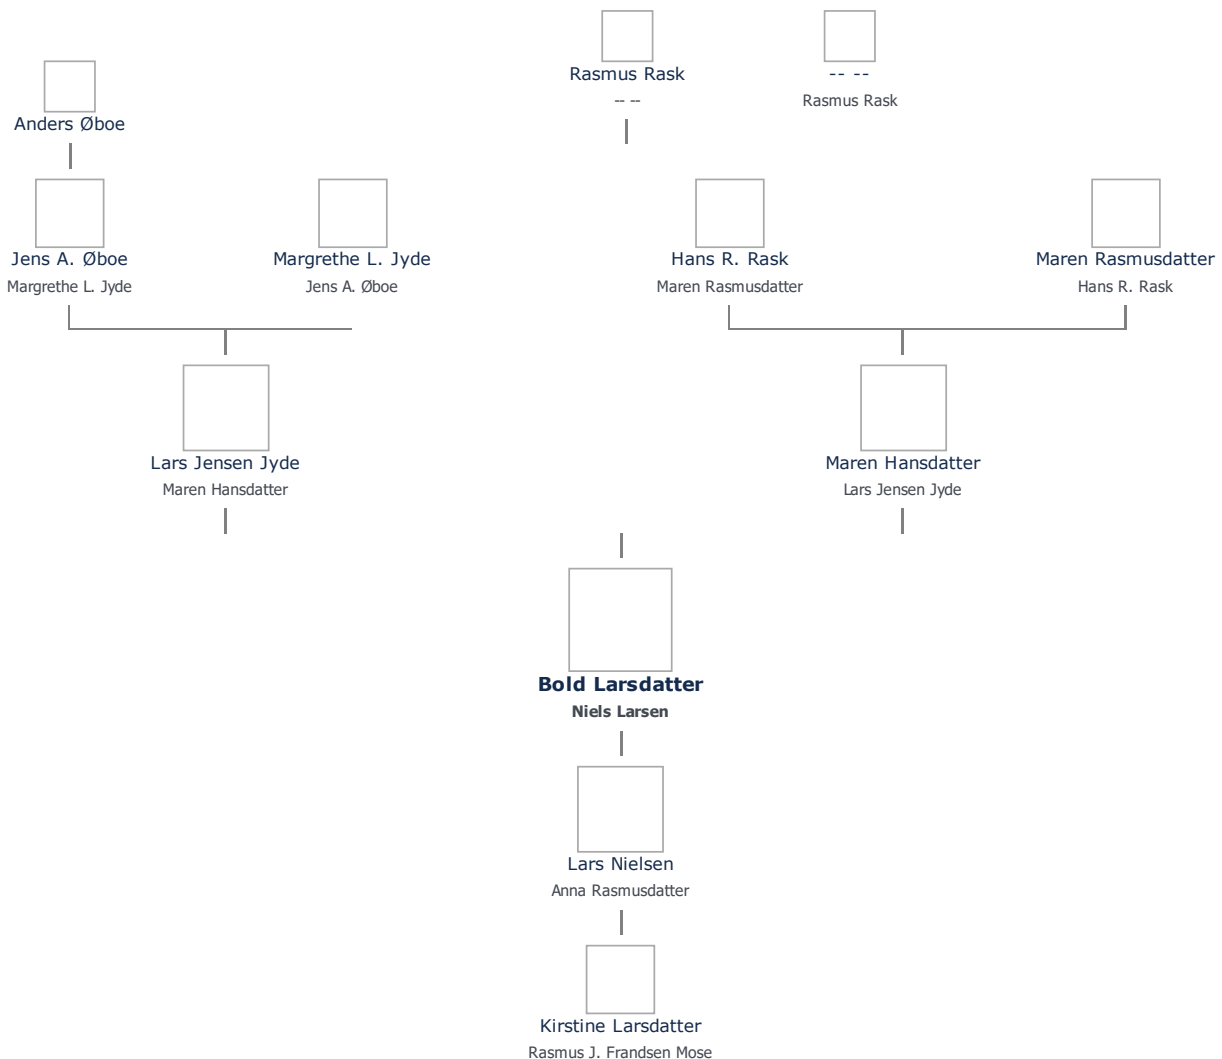 Rasmus Rask
-- --
-- --
Rasmus Rask
Anders Øboe
Jens A. Øboe
Margrethe L. Jyde
Margrethe L. Jyde
Jens A. Øboe
Hans R. Rask
Maren Rasmusdatter
Maren Rasmusdatter
Hans R. Rask
Lars Jensen Jyde
Maren Hansdatter
Maren Hansdatter
Lars Jensen Jyde
Bold Larsdatter
Niels Larsen
Lars Nielsen
Anna Rasmusdatter
Kirstine Larsdatter
Rasmus J. Frandsen Mose